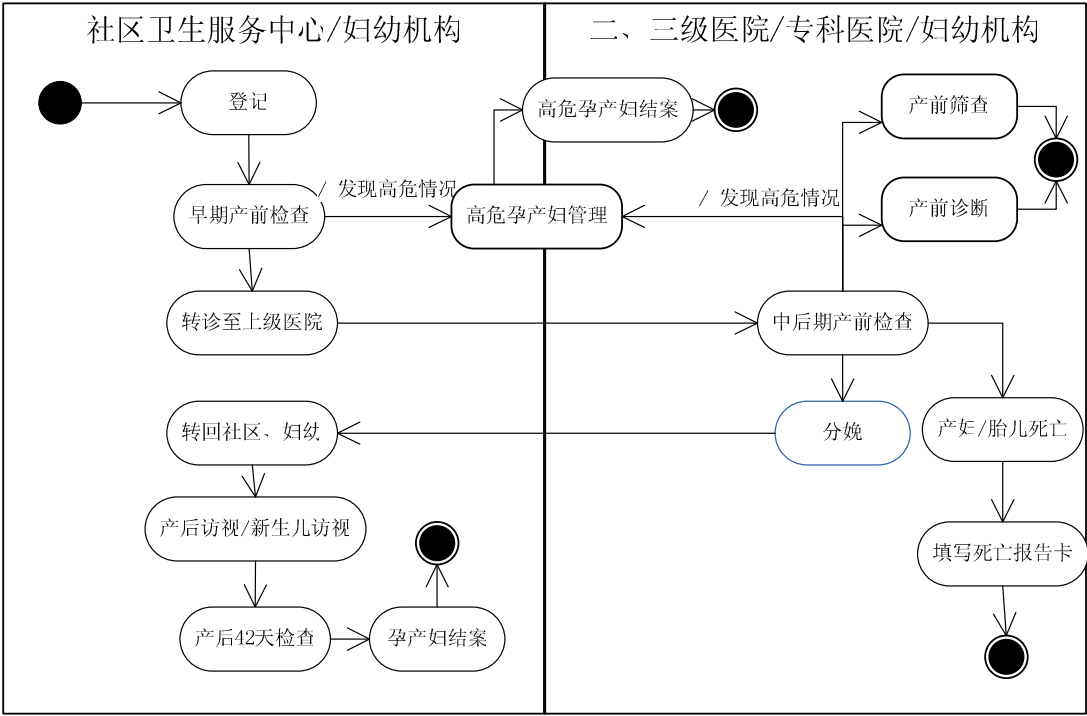 社区卫生服务中心/妇幼机构
二、三级医院/专科医院/妇幼机构
登记
高危孕产妇结案
产前筛查
/ 发现高危情况
/ 发现高危情况
早期产前检查
高危孕产妇管理
产前诊断
转诊至上级医院
中后期产前检查
转回社区、妇幼
分娩
产妇/胎儿死亡
产后访视/新生儿访视
填写死亡报告卡
产后42天检查
孕产妇结案